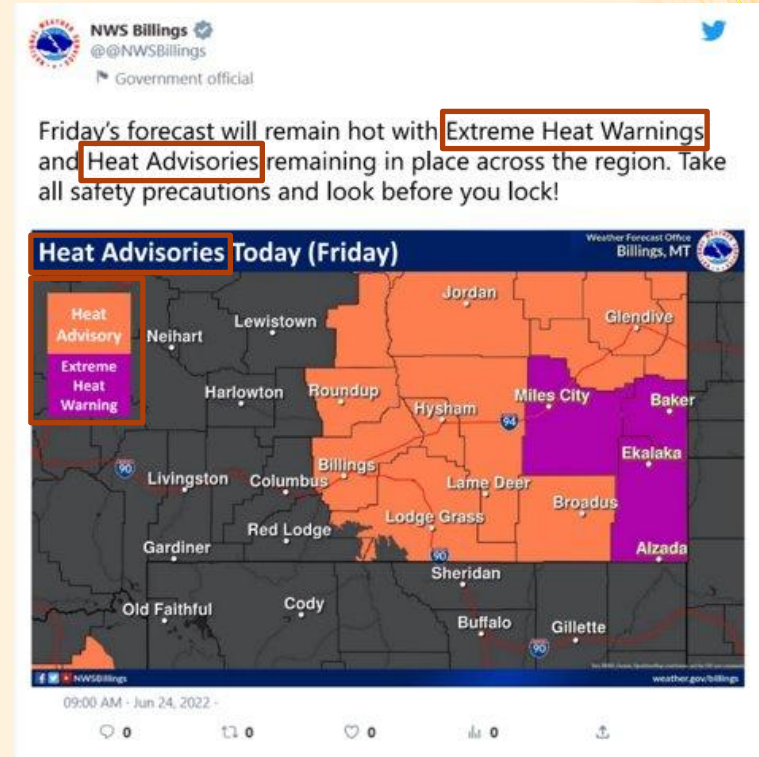 NWS Billings
@@NWSBillings
Government official
Friday's forecast will remain hot with Extreme Heat Warnings
and Heat Advisories remaining in place across the region. Take
all safety precautions and look before you lock!
Heat Advisories Today (Friday)
Weather Forecast Office
Billings, MT
Heat
Advisory
Extreme
Heat
Warning
Jordan
Glendive
Lewistown
Neihart
Harlowton
Roundup
Hysham
Miles City
Baker
94
Ekalaka
90
Livingston
Columbus
Billings
Lame Deer
Broadus
Lodge Grass
Red Lodge
Gardiner
90
Alzada
Sheridan
Old Faithful
Cody
Buffalo
Gillette
90
NWSBillings
weather.gov/billings
09:00 AM - Jun 24, 2022 -
0
0
0
0